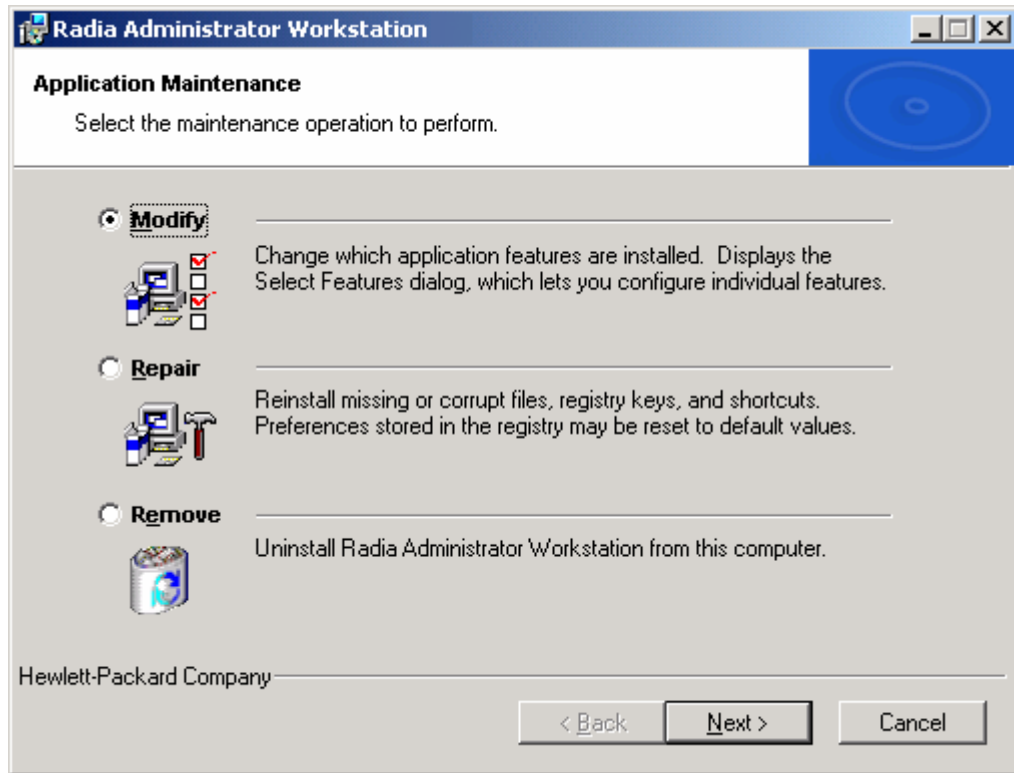 Radia Administrator Workstation
Application Maintenance
Select the maintenance operation to perform.
Modify
Change which application features are installed. Displays the
Select Features dialog, which lets you configure individual features.
Repair
Reinstall missing or corrupt files, registry keys, and shortcuts.
Preferences stored in the registry may be reset to default values.
Remove
Uninstall Radia Administrator Workstation from this computer.
Hewlett-Packard Company
< Back
Next >
Cancel